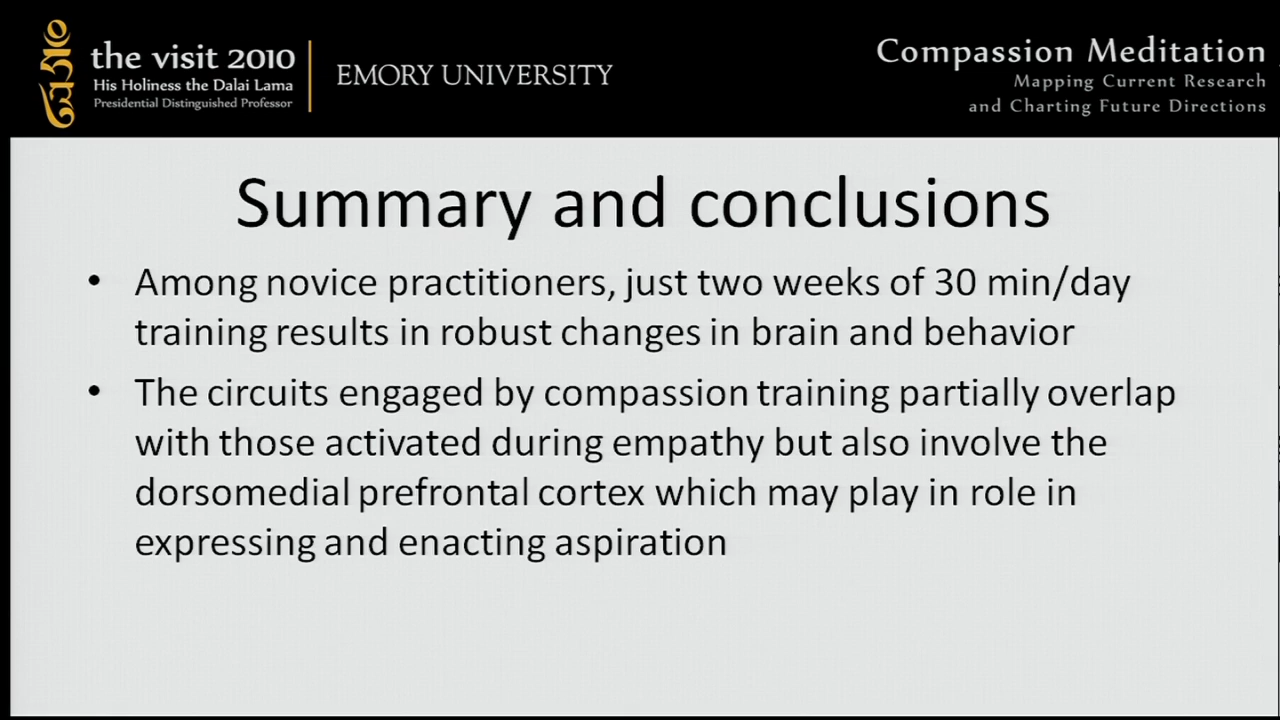 the visit 2010
His Holiness the Dalai Lama
Presidential Distinguished Professor
EMORY UNIVERSITY
Compassion Meditation
Mapping Current Research
and Charting Future Directions
Summary and conclusions
• Among novice practitioners, just two weeks of 30 min/day
training results in robust changes in brain and behavior
• The circuits engaged by compassion training partially overlap
with those activated during empathy but also involve the
dorsomedial prefrontal cortex which may play in role in
expressing and enacting aspiration